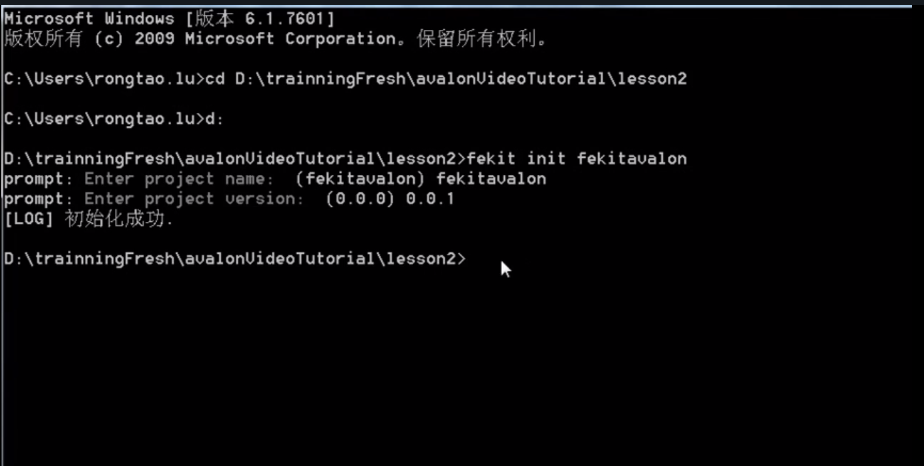 Microsoft Windows [版本 6.1.7601]
版权所有 (c) 2009 Microsoft Corporation。保留所有权利。
C:\Users\rongtao.lu>cd D:\trainningFresh\avalonVideoTutorial\lesson2
C:\Users\rongtao.lu>d:
D:\trainningFresh\avalonVideoTutorial\lesson2>fekit init fekitavalon
prompt: Enter project name:  (fekitavalon) fekitavalon
prompt: Enter project version:  (0.0.0) 0.0.1
[LOG] 初始化成功.
D:\trainningFresh\avalonVideoTutorial\lesson2>